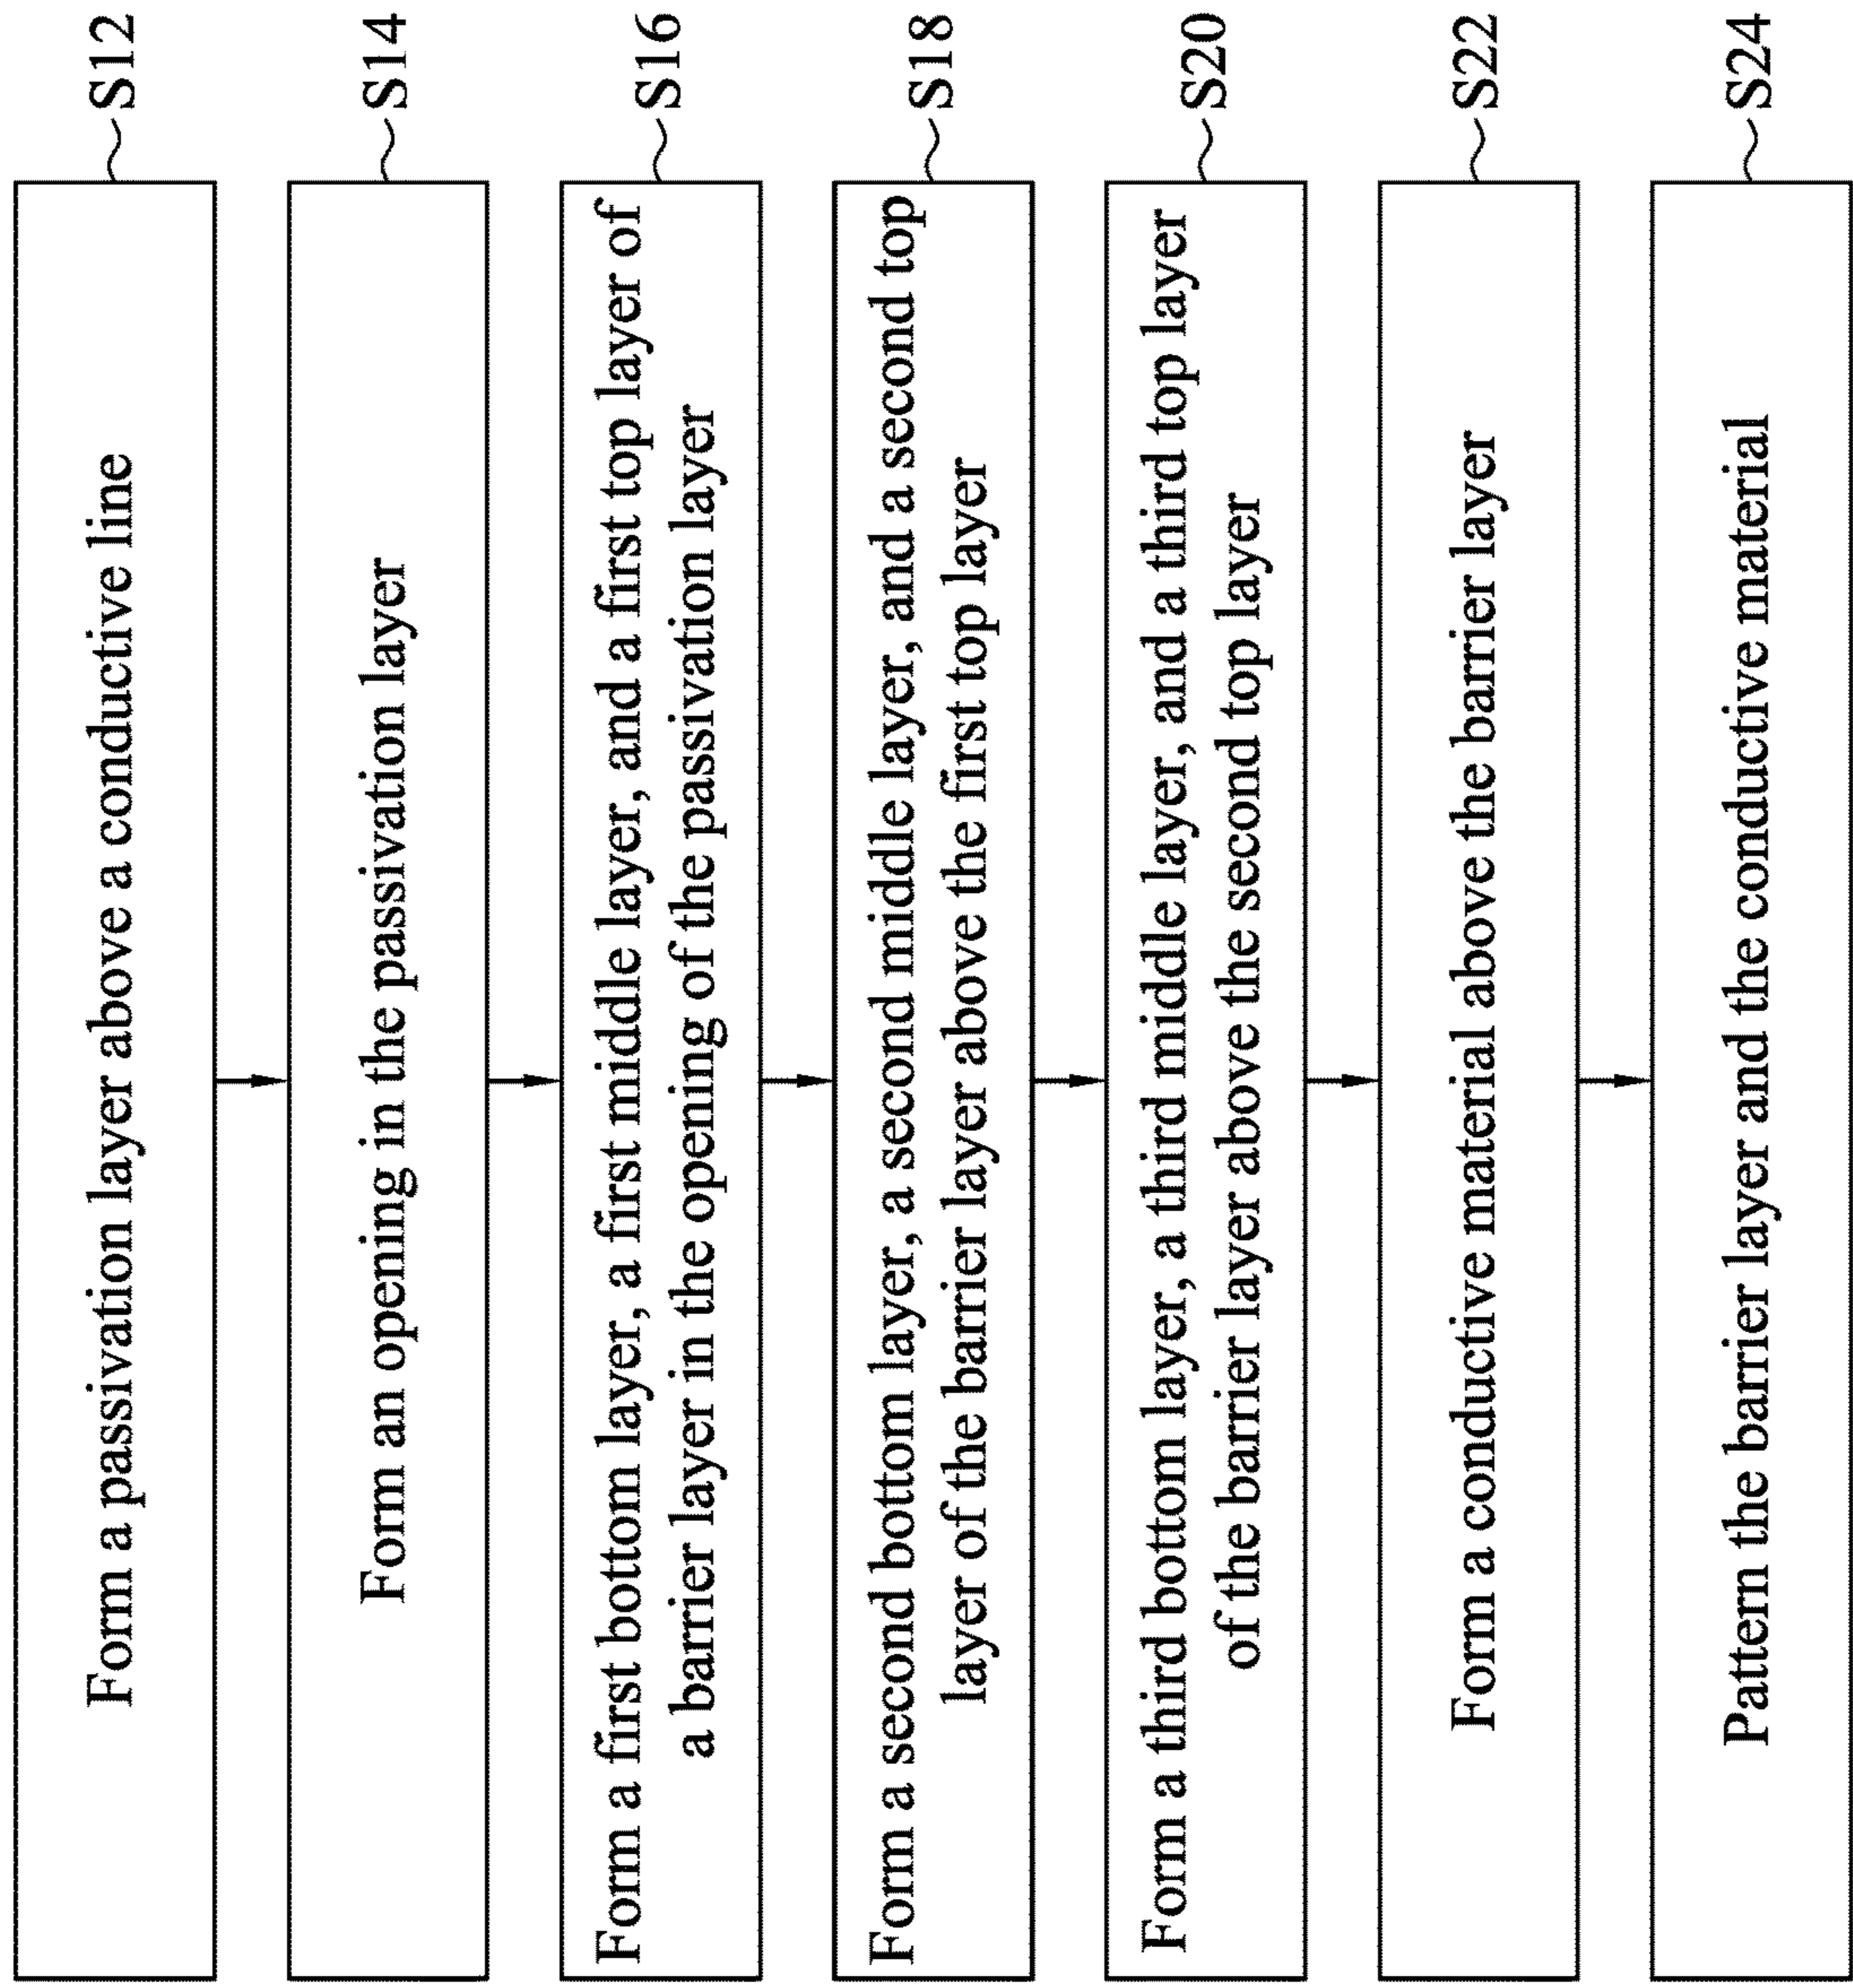 Form a passivation layer above a conductive line
S12
Form an opening in the passivation layer
S14
Form a first bottom layer, a first middle layer, and a first top layer of
a barrier layer in the opening of the passivation layer
S16
Form a second bottom layer, a second middle layer, and a second top
layer of the barrier layer above the first top layer
S18
Form a third bottom layer, a third middle layer, and a third top layer
of the barrier layer above the second top layer
S20
Form a conductive material above the barrier layer
S22
Pattern the barrier layer and the conductive material
S24